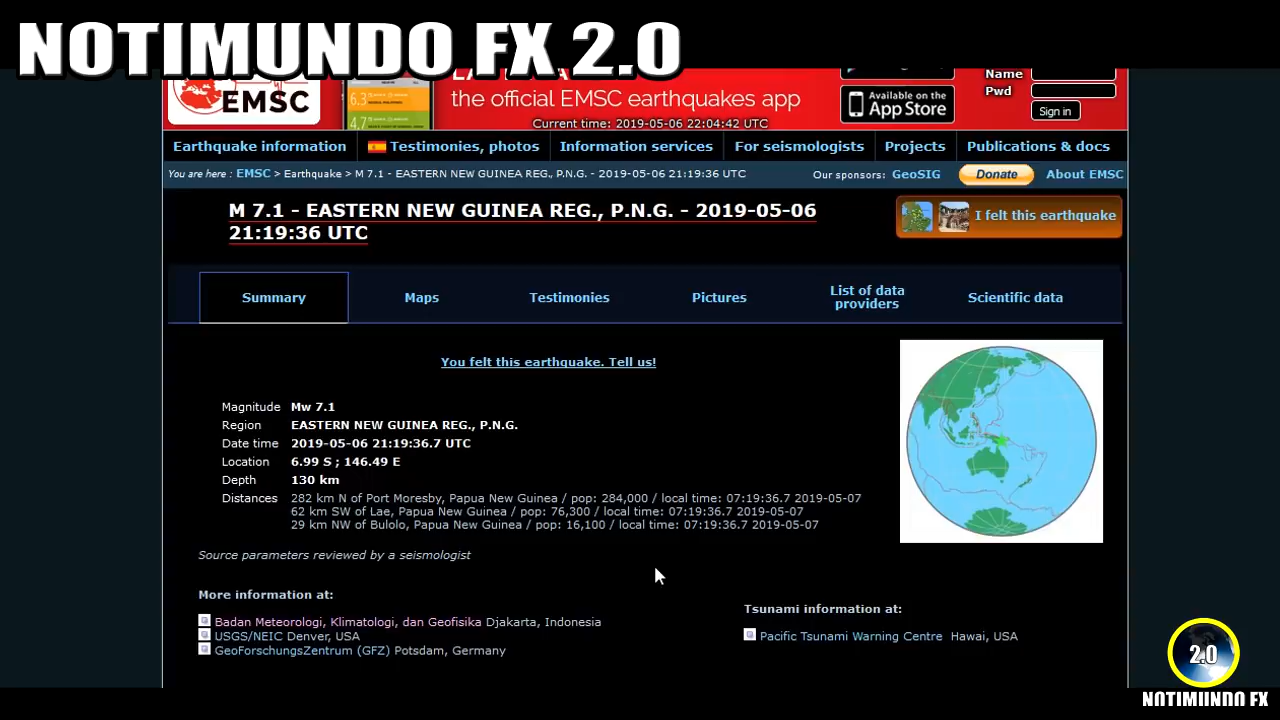 NOTIMUNDO FX 2.0
EMSC
6.3
4.7
the official EMSC earthquakes app
Current time: 2019-05-06 22:04:42 UTC
Available on the
App Store
Name
Pwd
Sign in
Earthquake information
Testimonies, photos
Information services
For seismologists
Projects
Publications & docs
You are here : EMSC > Earthquake > M 7.1 - EASTERN NEW GUINEA REG., P.N.G. - 2019-05-06 21:19:36 UTC
Our sponsors: GeoSIG
Donate
About EMSC
M 7.1 - EASTERN NEW GUINEA REG., P.N.G. - 2019-05-06
21:19:36 UTC
I felt this earthquake
Summary
Maps
Testimonies
Pictures
List of data
providers
Scientific data
You felt this earthquake. Tell us!
Magnitude Mw 7.1
Region EASTERN NEW GUINEA REG., P.N.G.
Date time 2019-05-06 21:19:36.7 UTC
Location 6.99 S ; 146.49 E
Depth 130 km
Distances 282 km N of Port Moresby, Papua New Guinea / pop: 284,000 / local time: 07:19:36.7 2019-05-07
62 km SW of Lae, Papua New Guinea / pop: 76,300 / local time: 07:19:36.7 2019-05-07
29 km NW of Bulolo, Papua New Guinea / pop: 16,100 / local time: 07:19:36.7 2019-05-07
Source parameters reviewed by a seismologist
More information at:
Badan Meteorologi, Klimatologi, dan Geofisika Djakarta, Indonesia
USGS/NEIC Denver, USA
GeoForschungsZentrum (GFZ) Potsdam, Germany
Tsunami information at:
Pacific Tsunami Warning Centre Hawai, USA
2.0
NOTIMUNDO FX